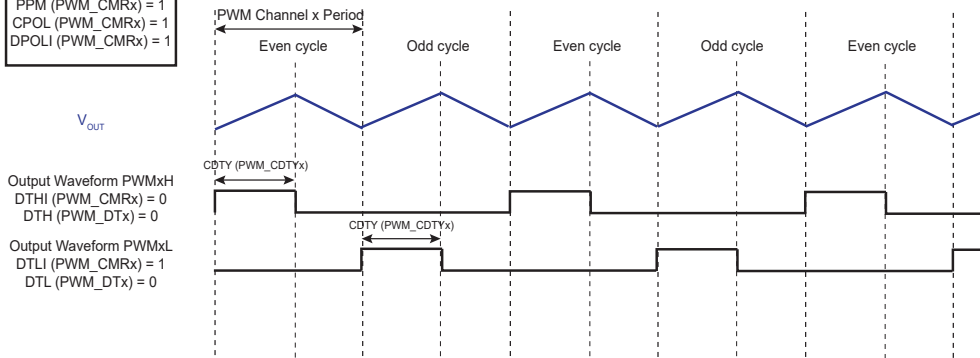 PPM (PWM_CMRx) = 1
CPOL (PWM_CMRx) = 1
DPOLI (PWM_CMRx) = 1
PWM Channel x Period
Even cycle
Odd cycle
Even cycle
Odd cycle
Even cycle
VOUT
CDTY (PWM_CDTYx)
Output Waveform PWMxH
DTHI (PWM_CMRx) = 0
DTH (PWM_DTx) = 0
CDTY (PWM_CDTYx)
Output Waveform PWMxL
DTLI (PWM_CMRx) = 1
DTL (PWM_DTx) = 0